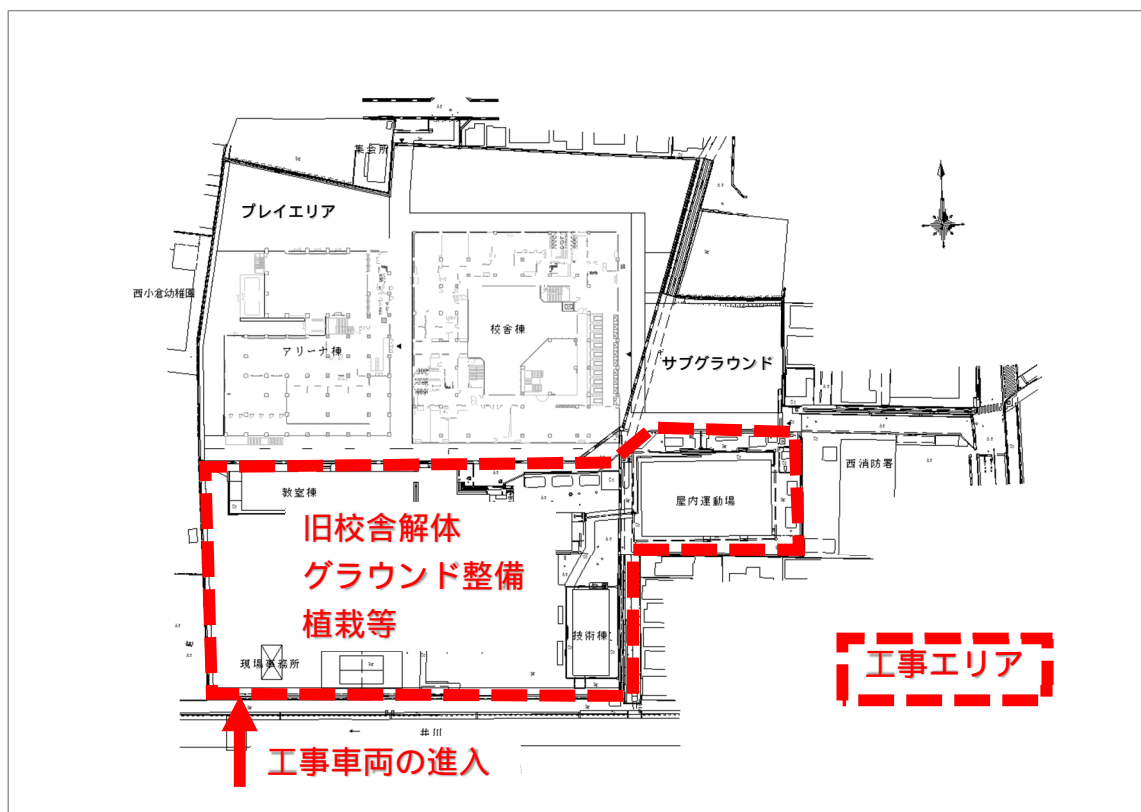 集会所
プレイエリア
西小倉幼稚園
校舎棟
アリーナ棟
サブグラウンド
西消防署
教室棟
屋内運動場
旧校舎解体
グラウンド整備
植栽等
技術棟
現場事務所
工事エリア
井川
工事車両の進入